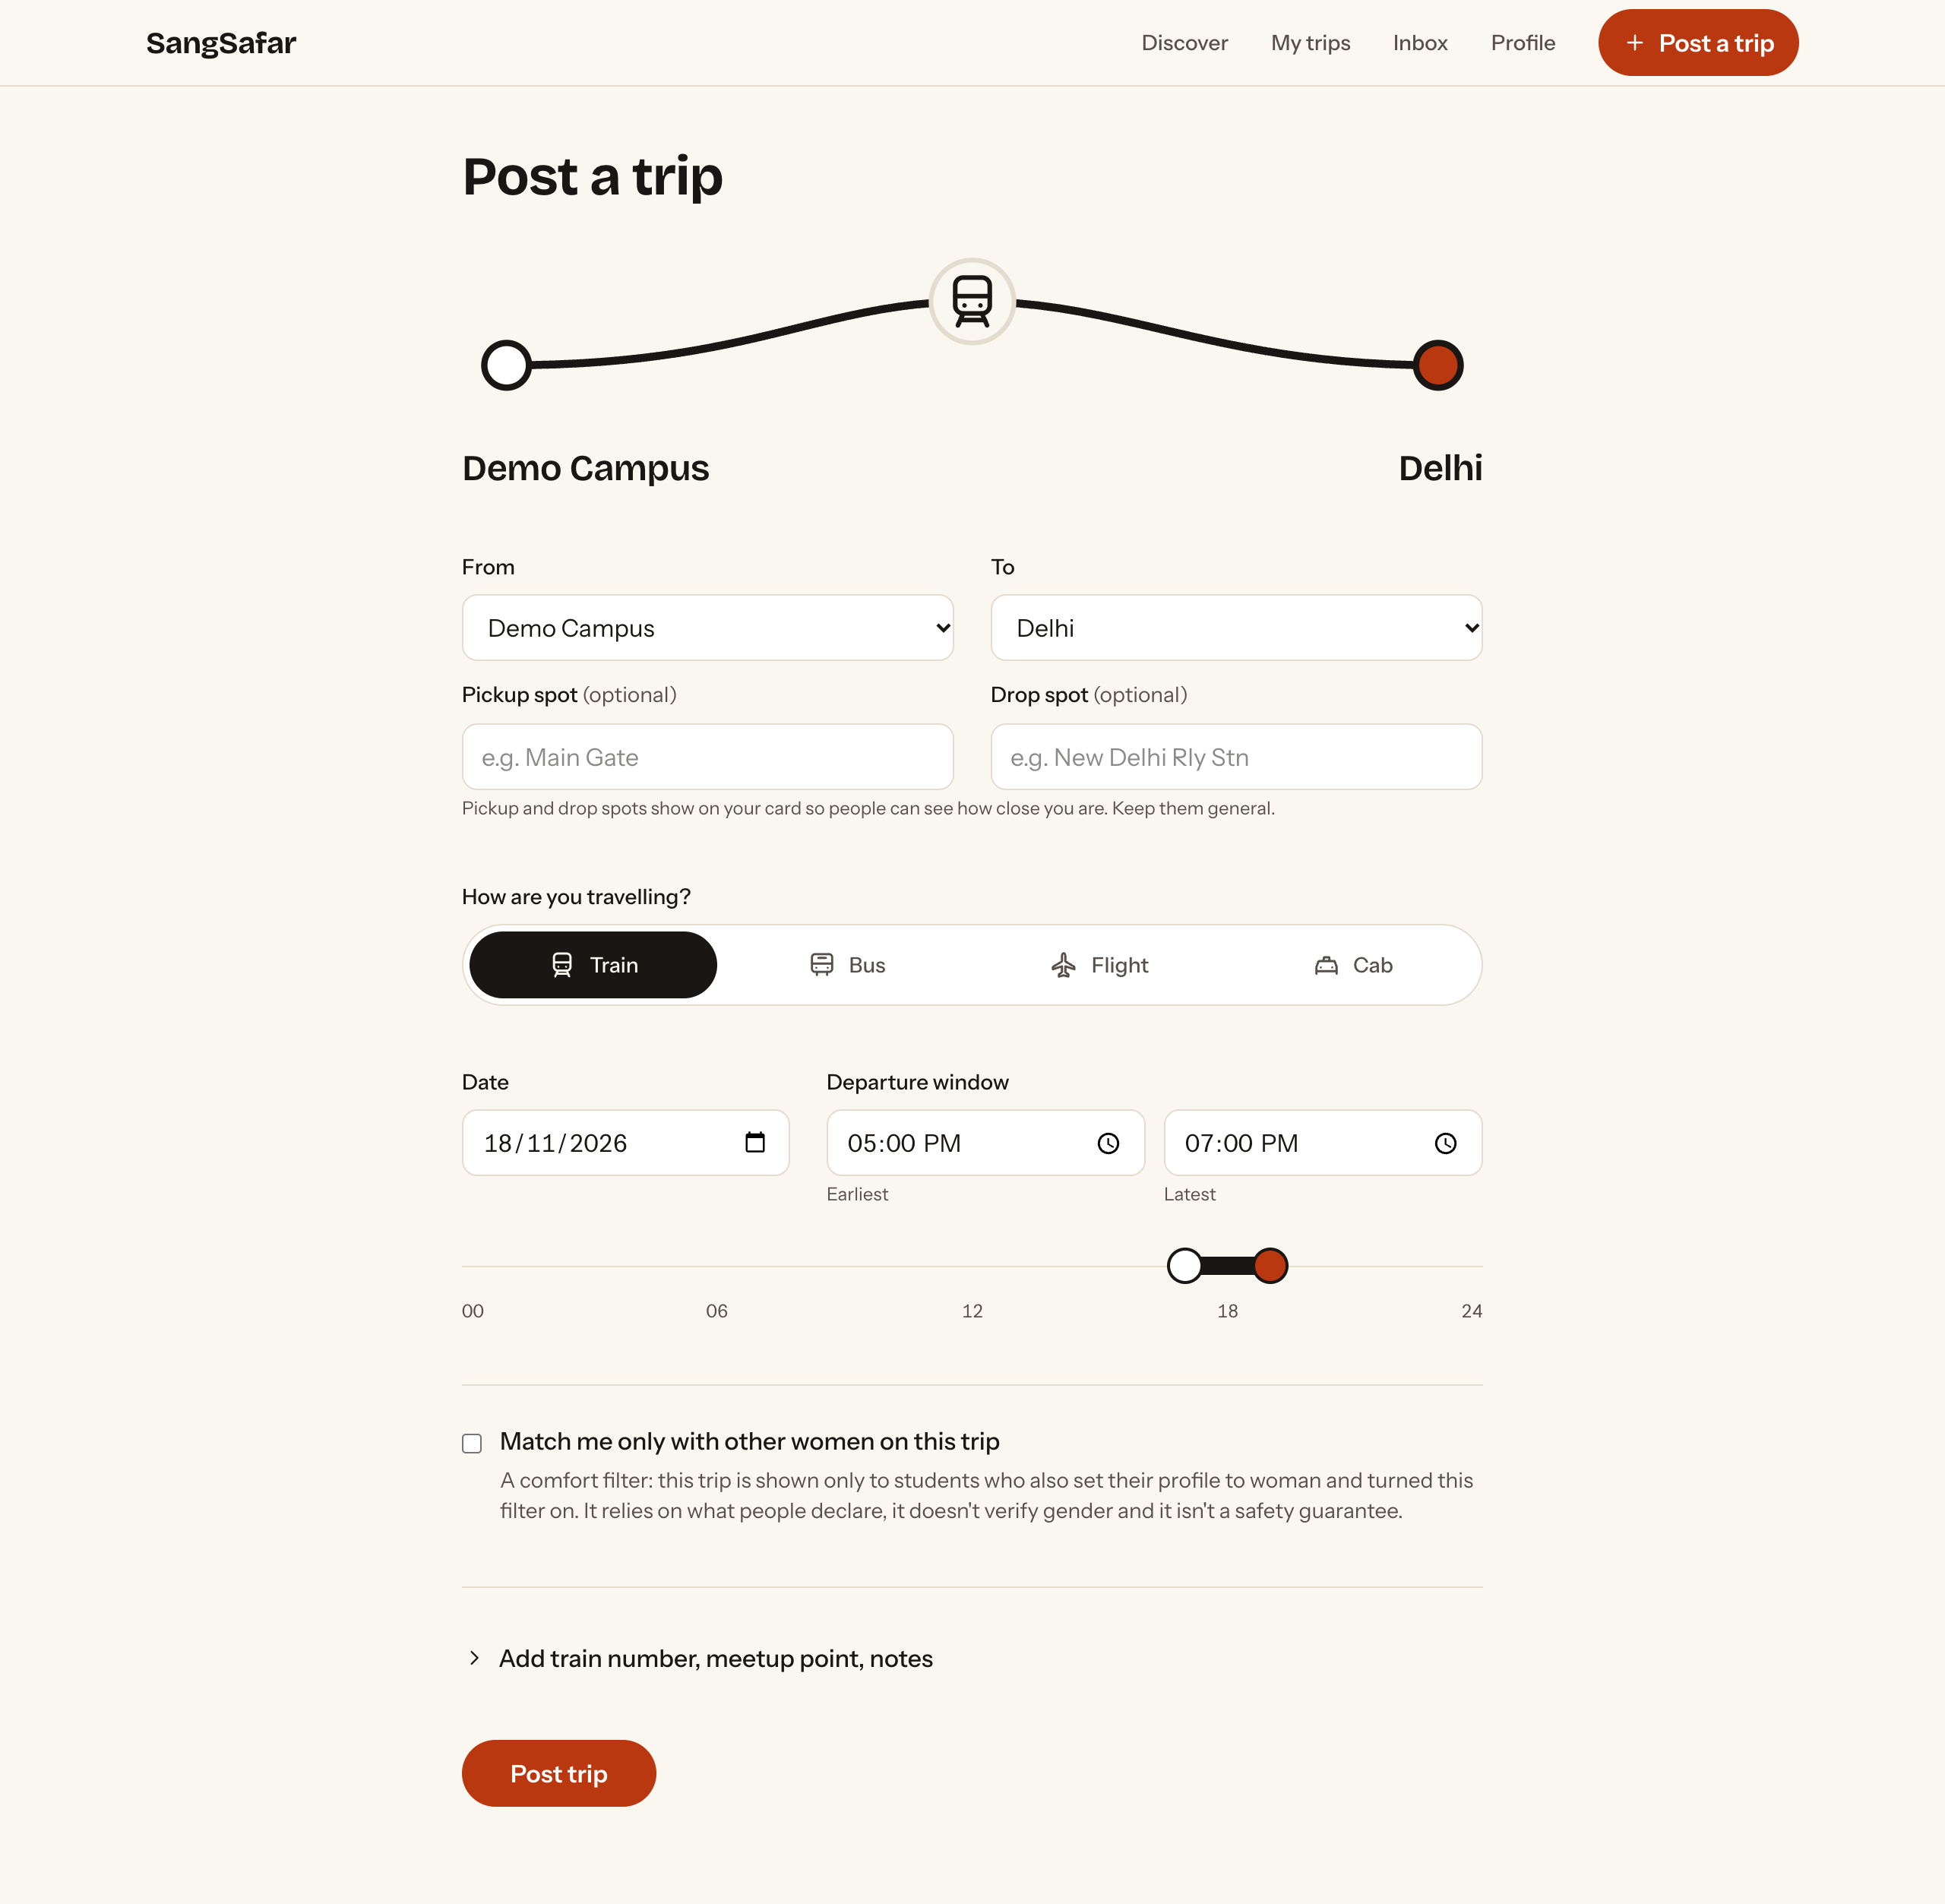 SangSafar
Discover
My trips
Inbox
Profile
+ Post a trip
Post a trip
Demo Campus
Delhi
From
To
Demo Campus
Delhi
Pickup spot (optional)
Drop spot (optional)
e.g. Main Gate
e.g. New Delhi Rly Stn
Pickup and drop spots show on your card so people can see how close you are. Keep them general.
How are you travelling?
Train
Bus
Flight
Cab
Date
Departure window
18/11/2026
05:00 PM
07:00 PM
Earliest
Latest
00
06
12
18
24
Match me only with other women on this trip
A comfort filter: this trip is shown only to students who also set their profile to woman and turned this
filter on. It relies on what people declare, it doesn't verify gender and it isn't a safety guarantee.
Add train number, meetup point, notes
Post trip